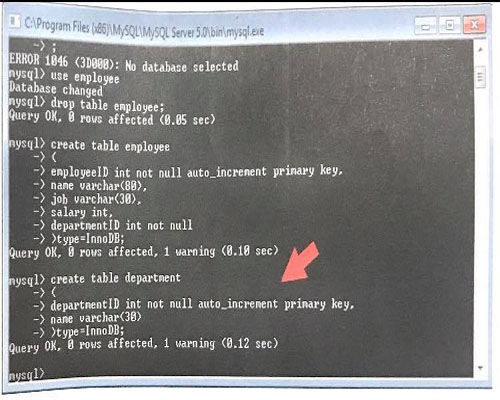 C:\Program Files (x86)\MySQL\MySQL Server 5.0\bin\mysql.exe
-> ;
ERROR 1046 (3D000): No database selected
mysql> use employee
Database changed
mysql> drop table employee;
Query OK, 0 rows affected (0.05 sec)
mysql> create table employee
-> (
-> employeeID int not null auto_increment primary key,
-> name varchar(80),
-> job varchar(30),
-> salary int,
-> departmentID int not null
-> )type=InnoDB;
Query OK, 0 rows affected, 1 warning (0.10 sec)
mysql> create table department
-> (
-> departmentID int not null auto_increment primary key,
-> name varchar(30)
-> )type=InnoDB;
Query OK, 0 rows affected, 1 warning (0.12 sec)
mysql>